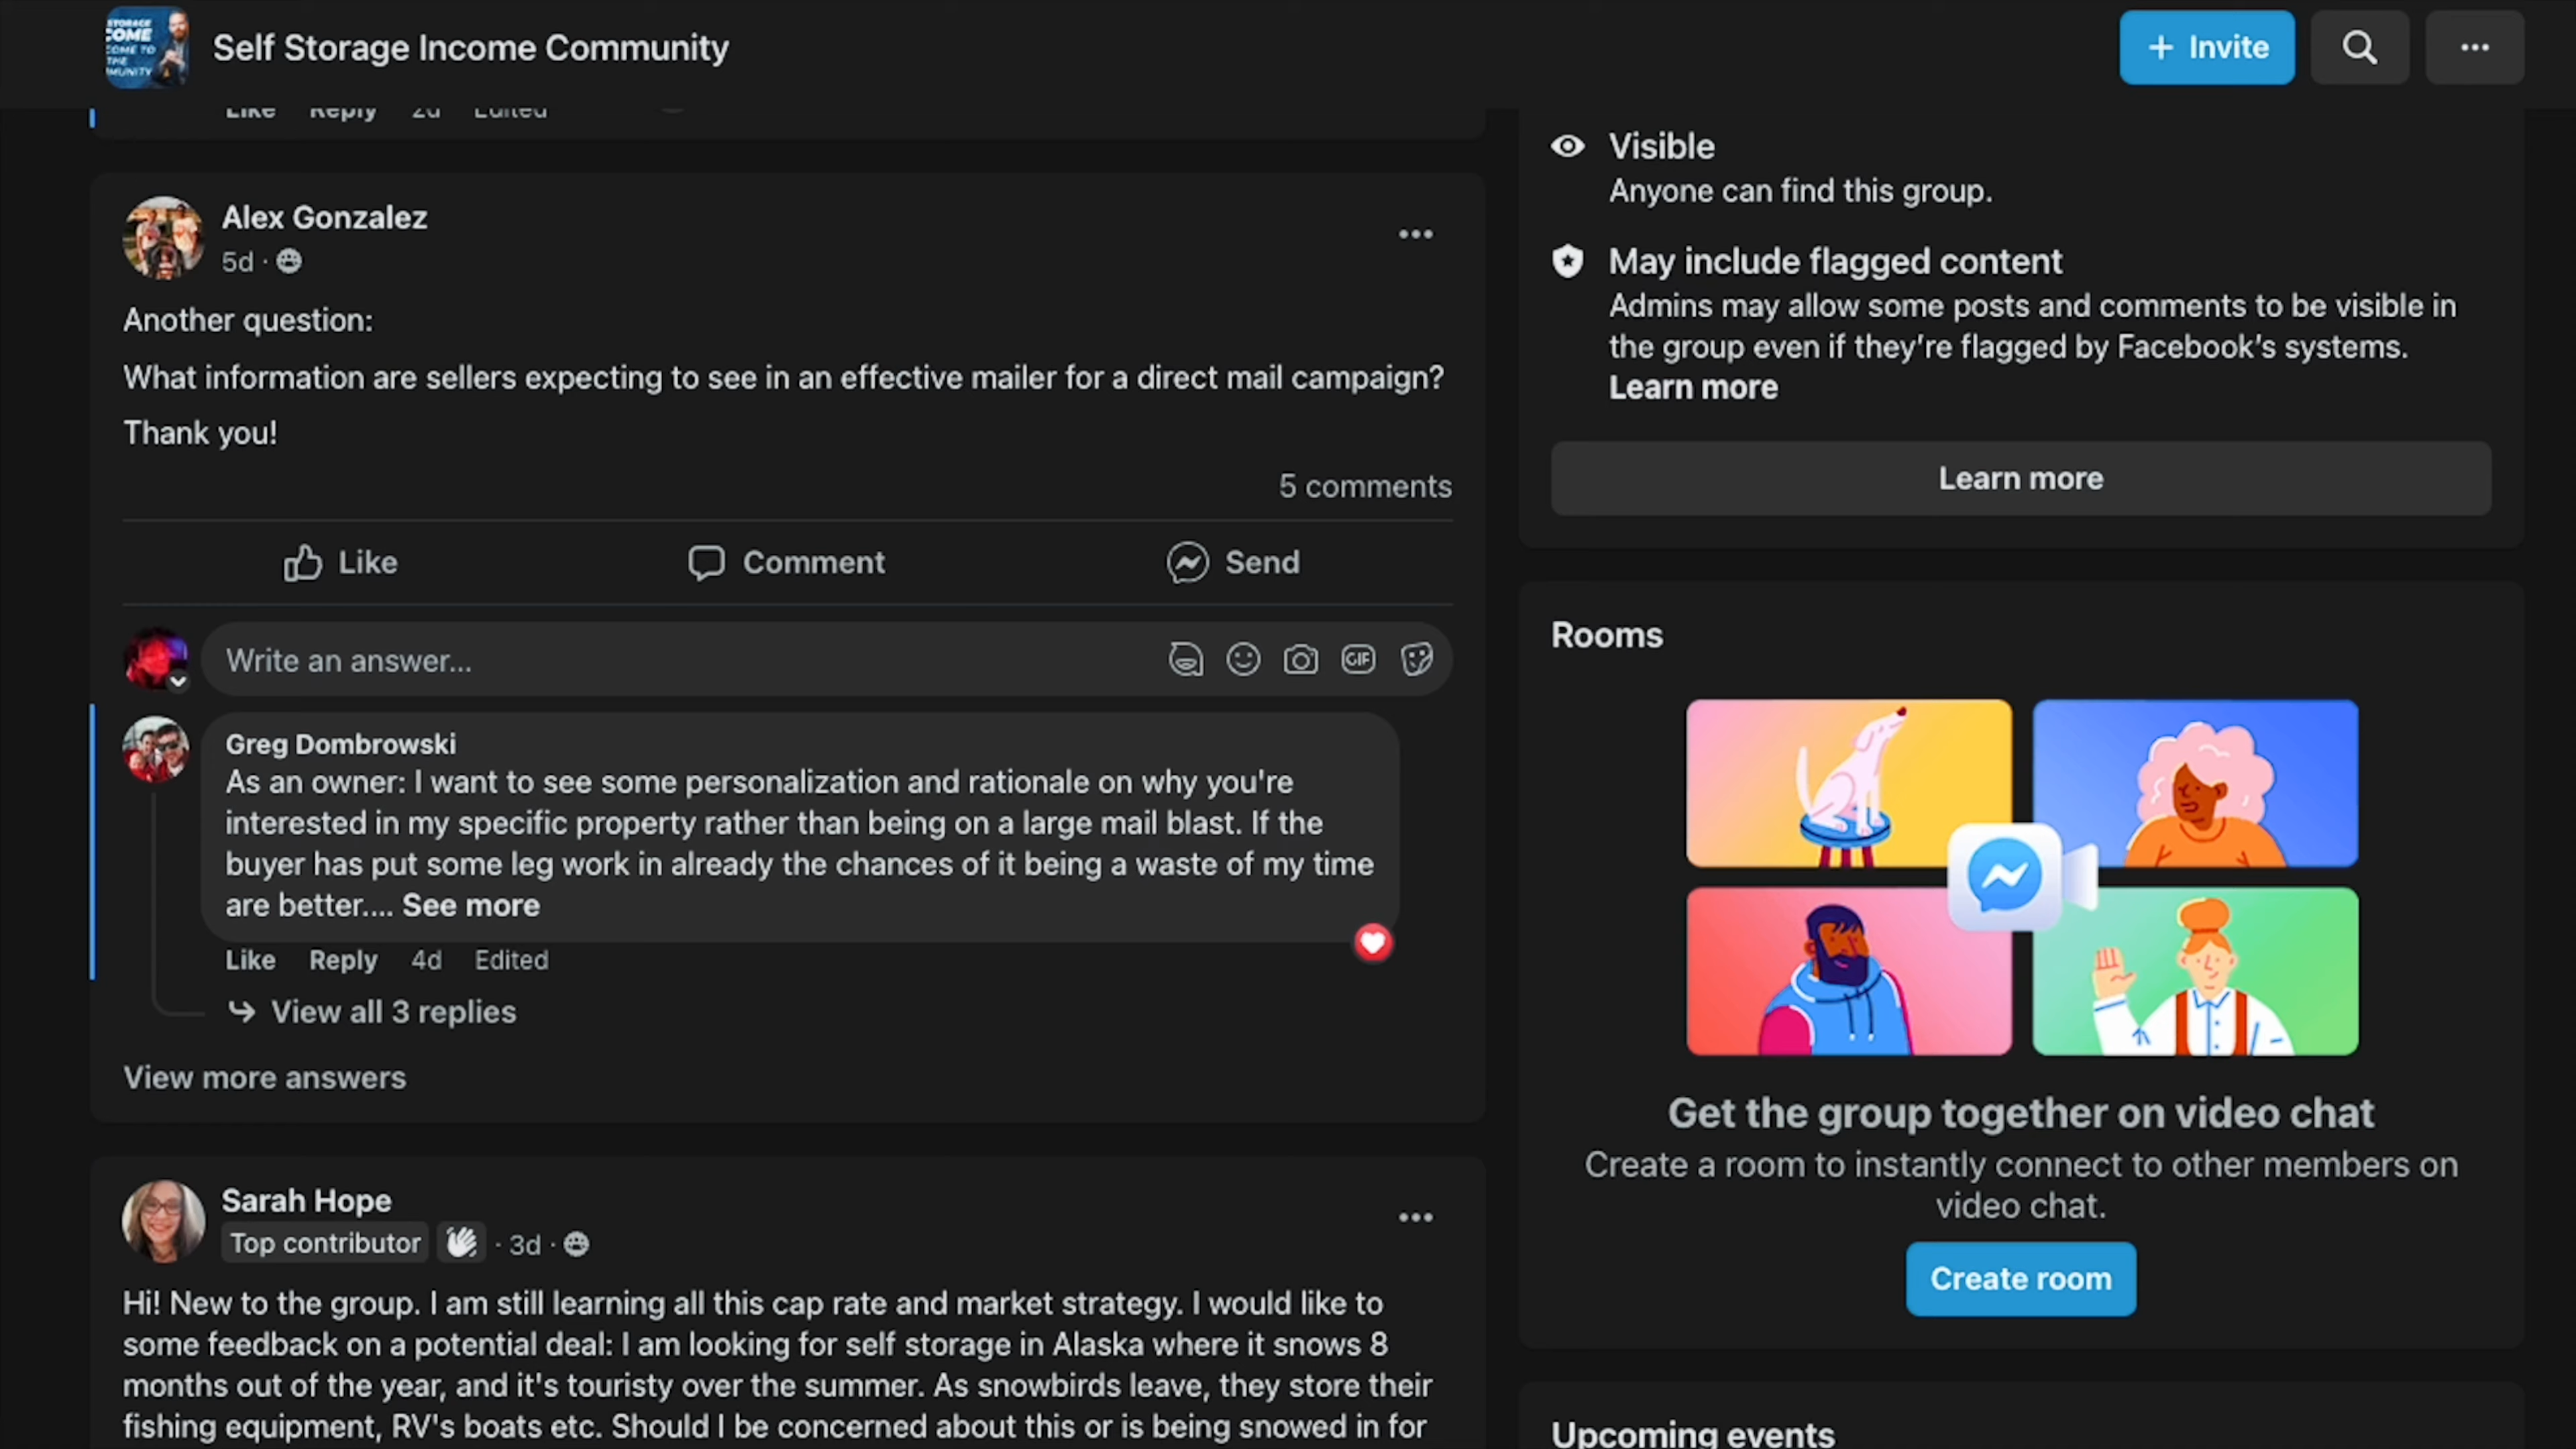 STORAGE
COME
COME TO
THE
MUNITY
Self Storage Income Community
+ Invite
Like Reply 2d Edited
Alex Gonzalez
5d ·
Another question:
What information are sellers expecting to see in an effective mailer for a direct mail campaign?
Thank you!
5 comments
Like Comment Send
Write an answer...
GIF
Greg Dombrowski
As an owner: I want to see some personalization and rationale on why you're
interested in my specific property rather than being on a large mail blast. If the
buyer has put some leg work in already the chances of it being a waste of my time
are better.... See more
Like Reply 4d Edited
View all 3 replies
View more answers
Sarah Hope
Top contributor · 3d ·
Hi! New to the group. I am still learning all this cap rate and market strategy. I would like to
some feedback on a potential deal: I am looking for self storage in Alaska where it snows 8
months out of the year, and it's touristy over the summer. As snowbirds leave, they store their
fishing equipment, RV's boats etc. Should I be concerned about this or is being snowed in for
Visible
Anyone can find this group.
May include flagged content
Admins may allow some posts and comments to be visible in
the group even if they’re flagged by Facebook’s systems.
Learn more
Learn more
Rooms
Get the group together on video chat
Create a room to instantly connect to other members on
video chat.
Create room
Upcoming events